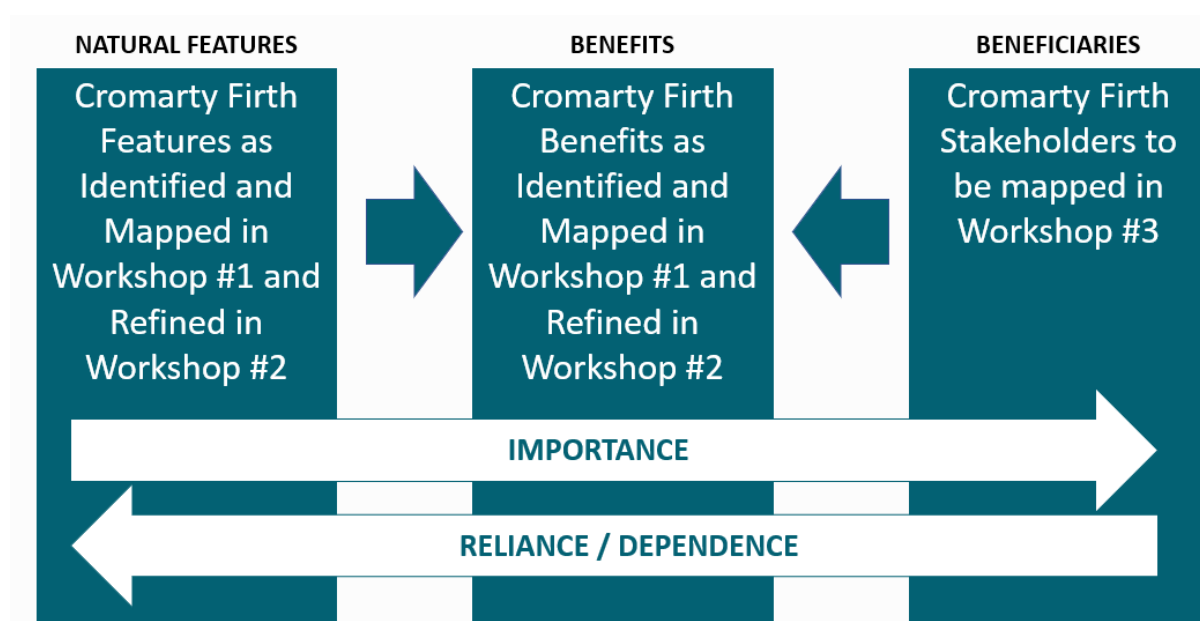 NATURAL FEATURES
Cromarty Firth
Features as
Identified and
Mapped in
Workshop #1 and
Refined in
Workshop #2
BENEFITS
Cromarty Firth
Benefits as
Identified and
Mapped in
Workshop #1 and
Refined in
Workshop #2
BENEFICIARIES
Cromarty Firth
Stakeholders to
be mapped in
Workshop #3
IMPORTANCE
RELIANCE / DEPENDENCE